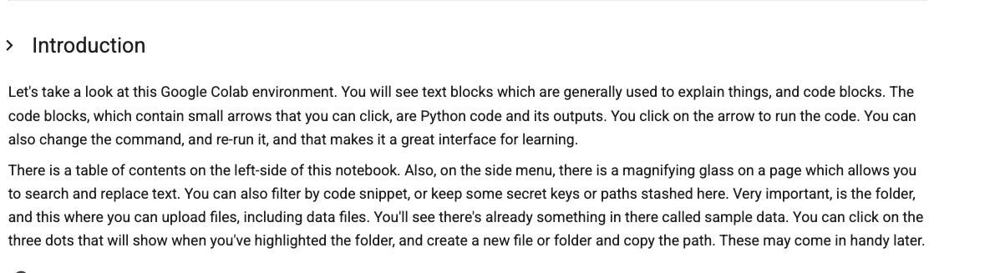 Introduction
Let's take a look at this Google Colab environment. You will see text blocks which are generally used to explain things, and code blocks. The
code blocks, which contain small arrows that you can click, are Python code and its outputs. You click on the arrow to run the code. You can
also change the command, and re-run it, and that makes it a great interface for learning.
There is a table of contents on the left-side of this notebook. Also, on the side menu, there is a magnifying glass on a page which allows you
to search and replace text. You can also filter by code snippet, or keep some secret keys or paths stashed here. Very important, is the folder,
and this where you can upload files, including data files. You'll see there's already something in there called sample data. You can click on the
three dots that will show when you've highlighted the folder, and create a new file or folder and copy the path. These may come in handy later.